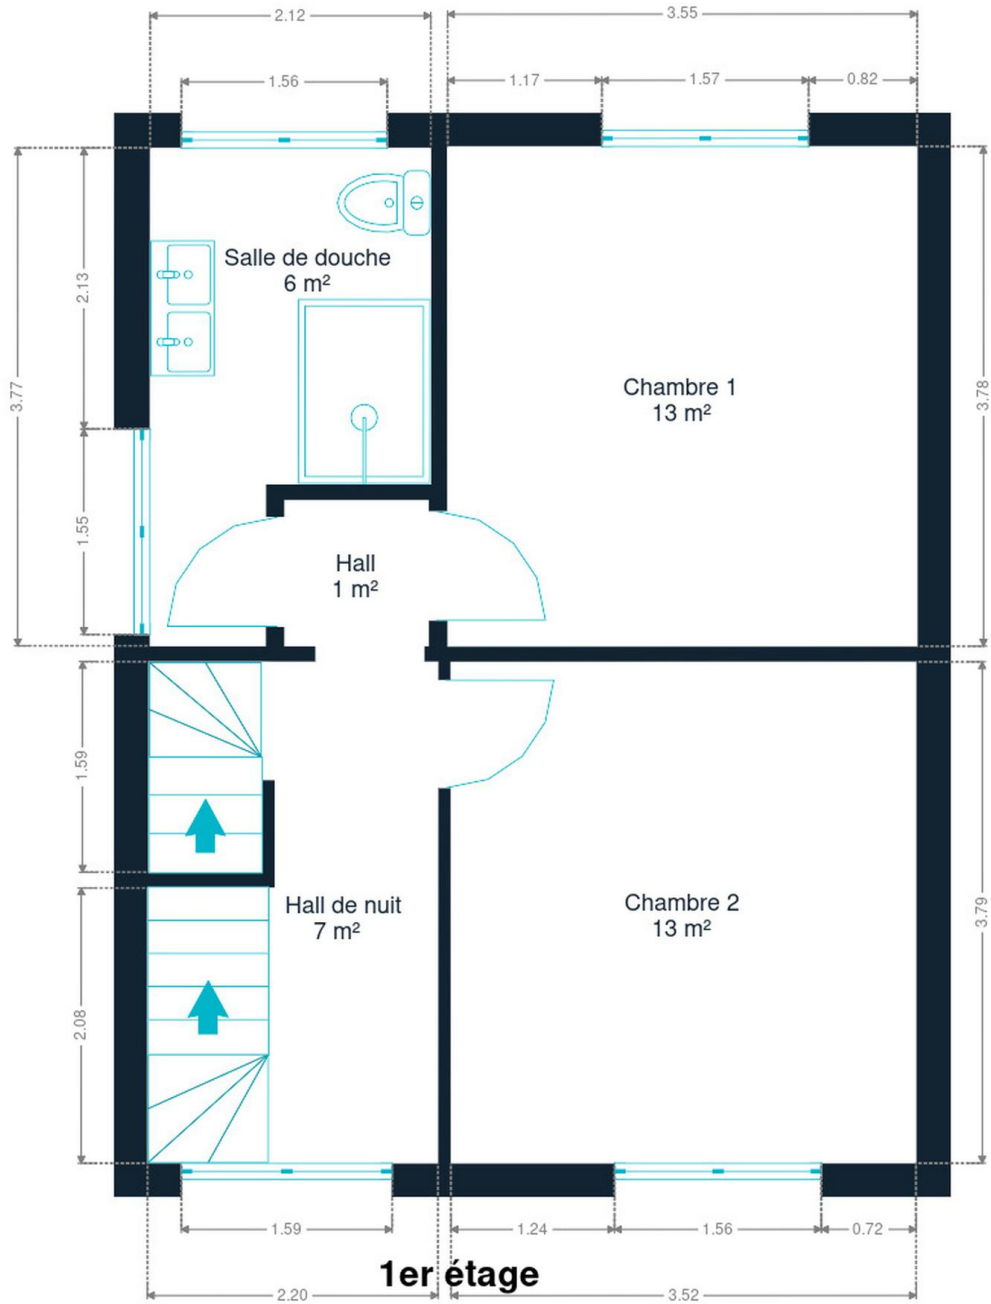 2.12
3.55
1.56
1.17
1.57
0.82
Salle de douche
6 m²
2.13
3.77
Chambre 1
13 m²
3.78
1.55
Hall
1 m²
1.59
Hall de nuit
7 m²
Chambre 2
13 m²
3.79
2.08
1.59
1.24
1.56
0.72
1er étage
2.20
3.52